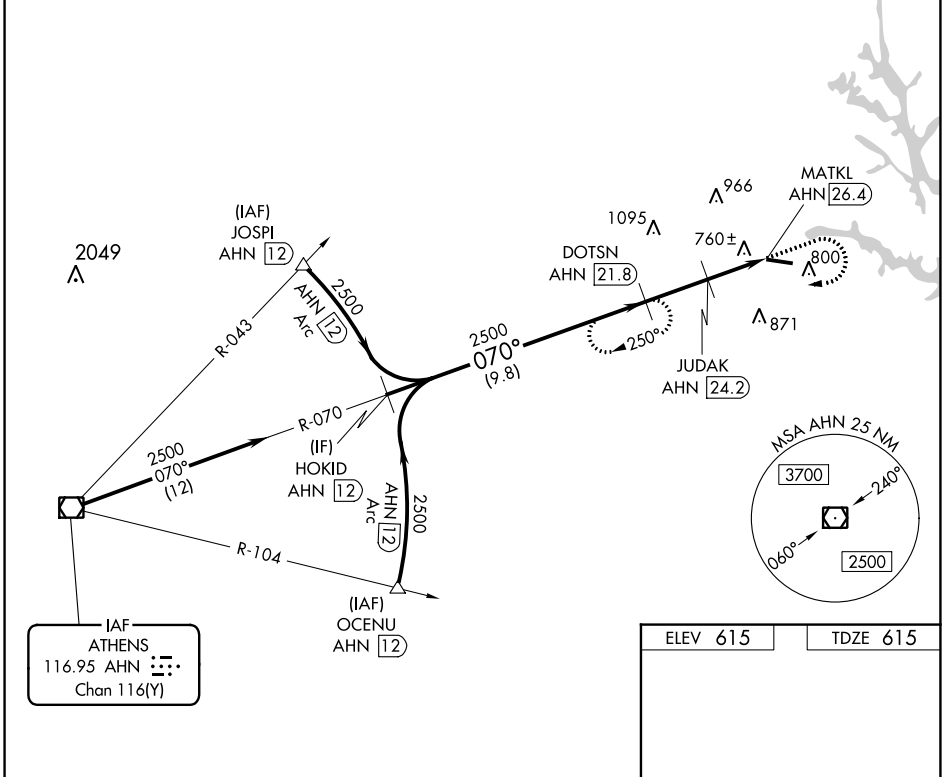 2049
(IAF)
JOSPI
AHN 12
2500
AHN 12
Arc
R-043
1095
966
MATKL
AHN 26.4
760±
800
871
DOTSN
AHN 21.8
2500
070°
(9.8)
250°
JUDAK
AHN 24.2
R-070
2500
070°
(12)
(IF)
HOKID
AHN 12
AHN 12
Arc
2500
R-104
(IAF)
OCENU
AHN 12
IAF
ATHENS
116.95 AHN
Chan 116(Y)
MSA AHN 25 NM
3700
240°
060°
2500
ELEV 615
TDZE 615